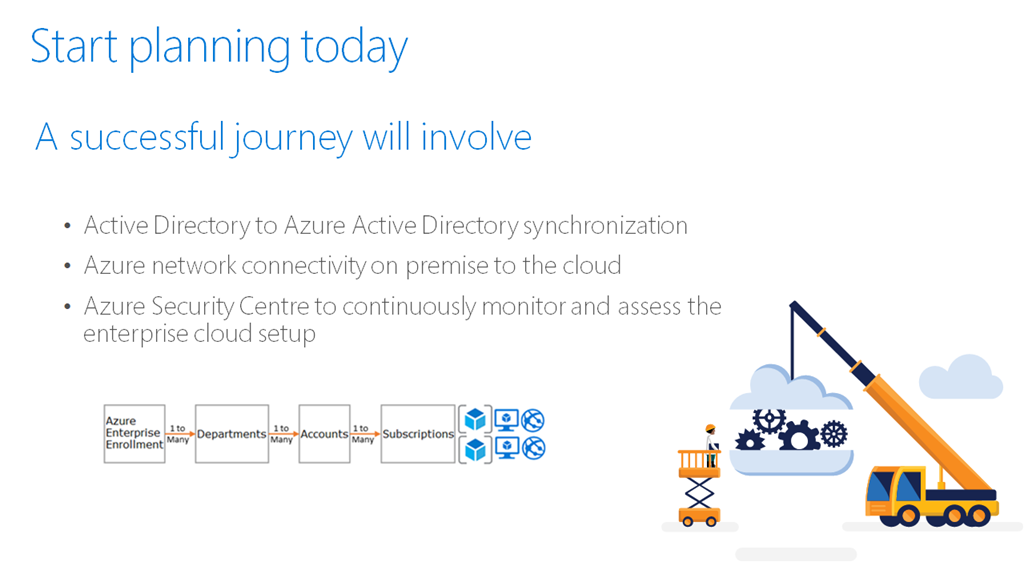 Start planning today
A successful journey will involve
• Active Directory to Azure Active Directory synchronization
• Azure network connectivity on premise to the cloud
• Azure Security Centre to continuously monitor and assess the
enterprise cloud setup
Azure
Enterprise
Enrollment
1 to
Many
Departments
1 to
Many
Accounts
1 to
Many
Subscriptions